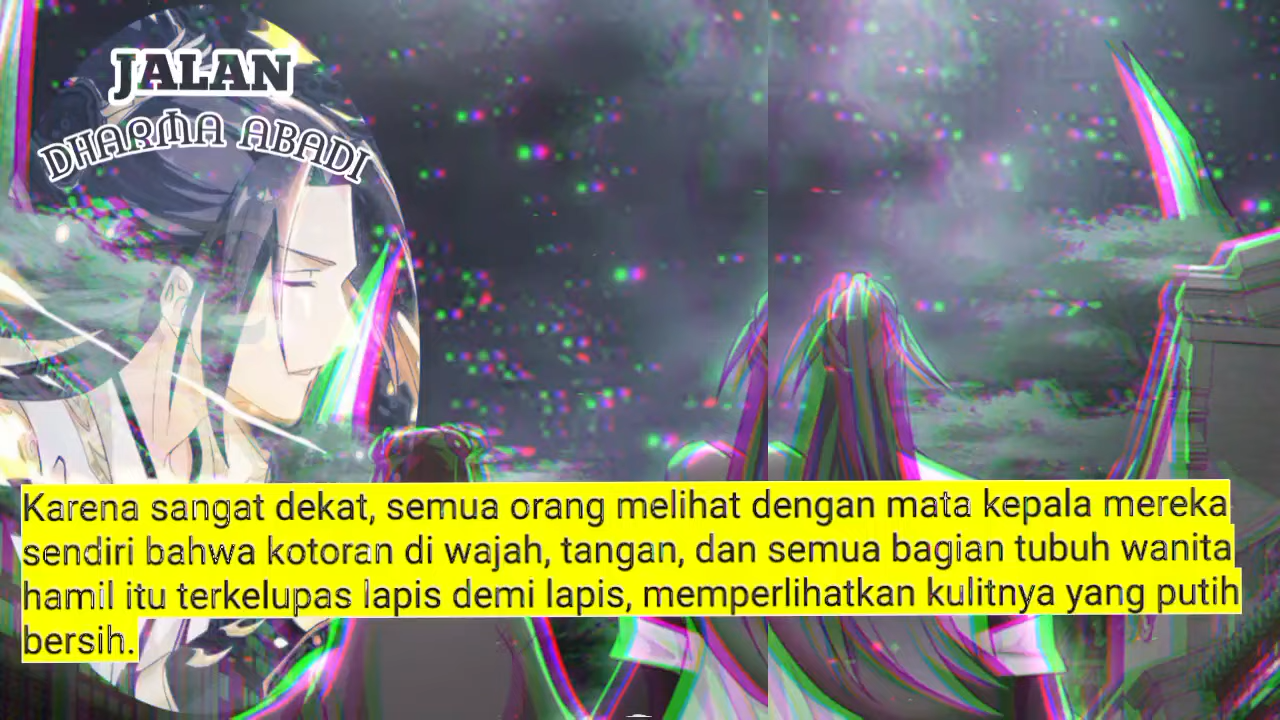 JALAN
DHARMA ABADI
Karena sangat dekat, semua orang melihat dengan mata kepala mereka
sendiri bahwa kotoran di wajah, tangan, dan semua bagian tubuh wanita
hamil itu terkelupas lapis demi lapis, memperlihatkan kulitnya yang putih
bersih.